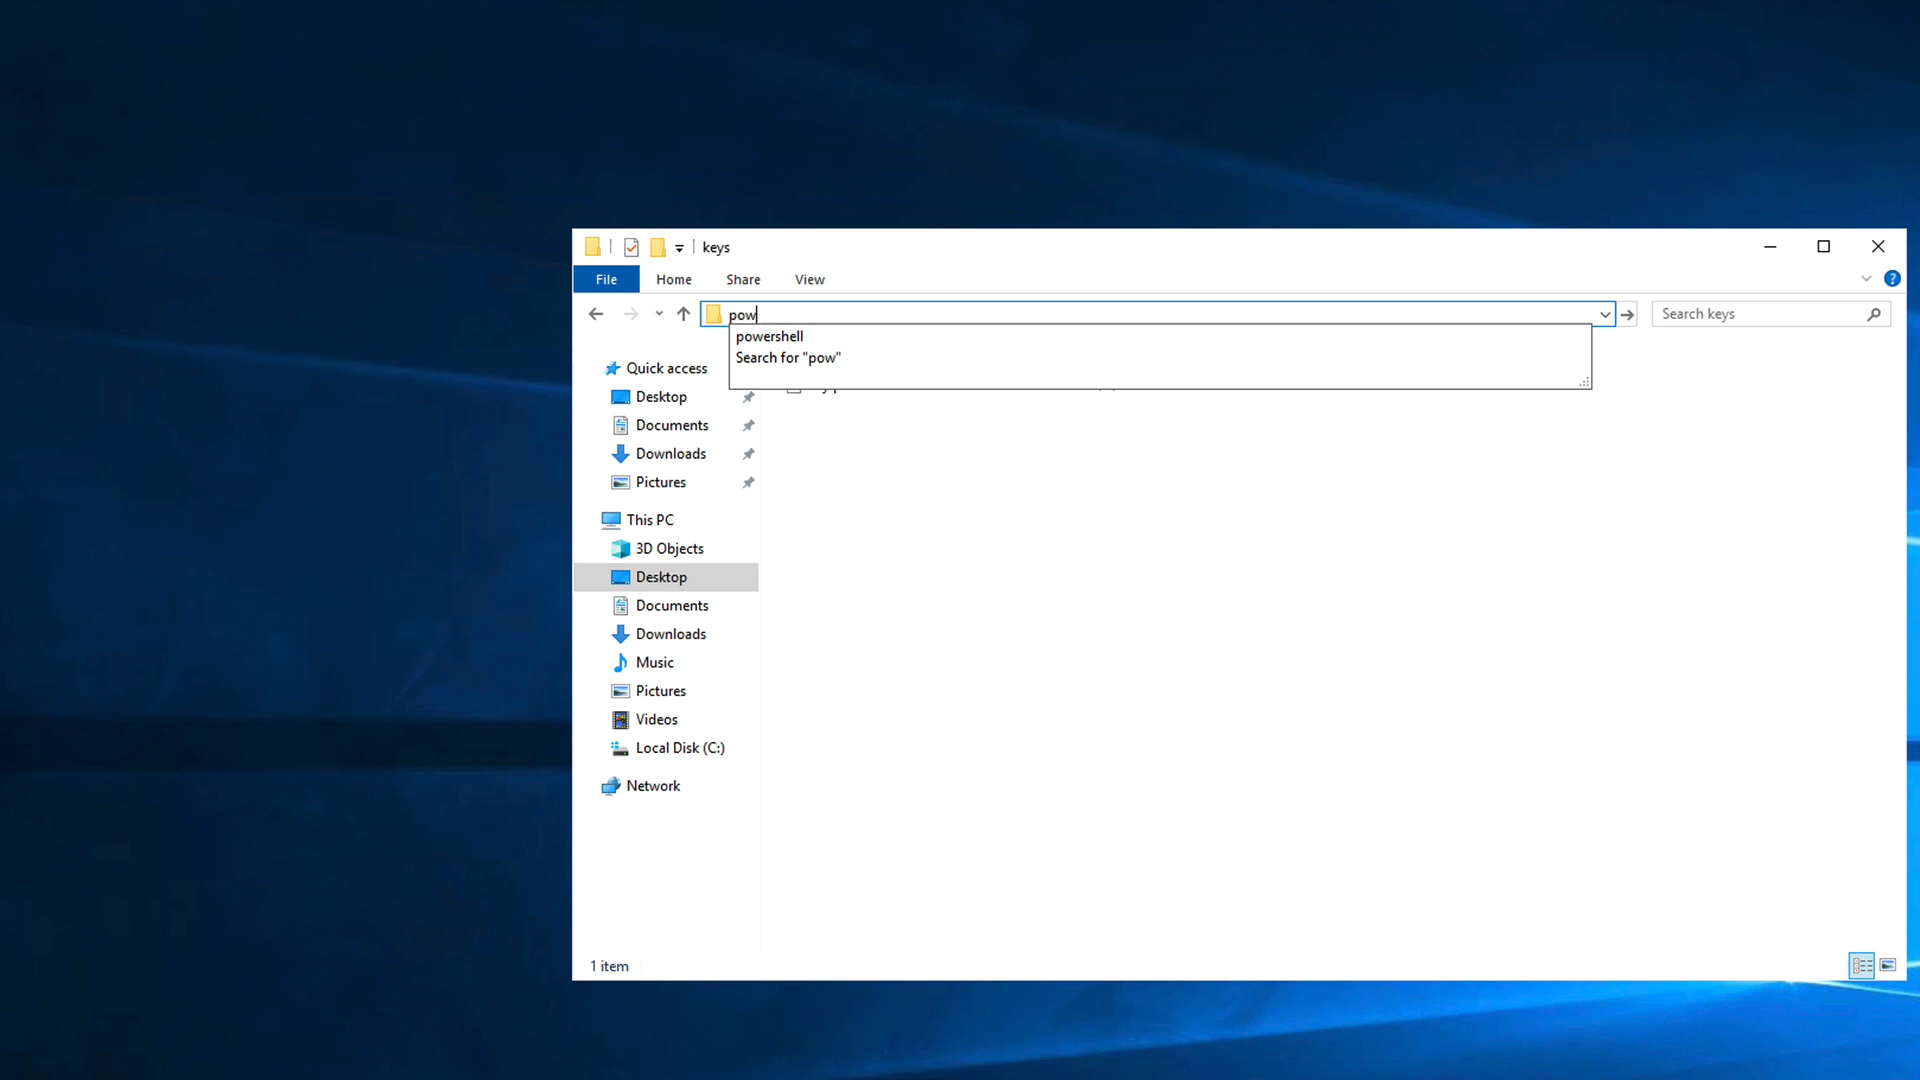 keys
File Home Share View
pow
Search keys
powershell
Search for "pow"
Quick access
Desktop
Documents
Downloads
Pictures
This PC
3D Objects
Desktop
Documents
Downloads
Music
Pictures
Videos
Local Disk (C:)
Network
1 item